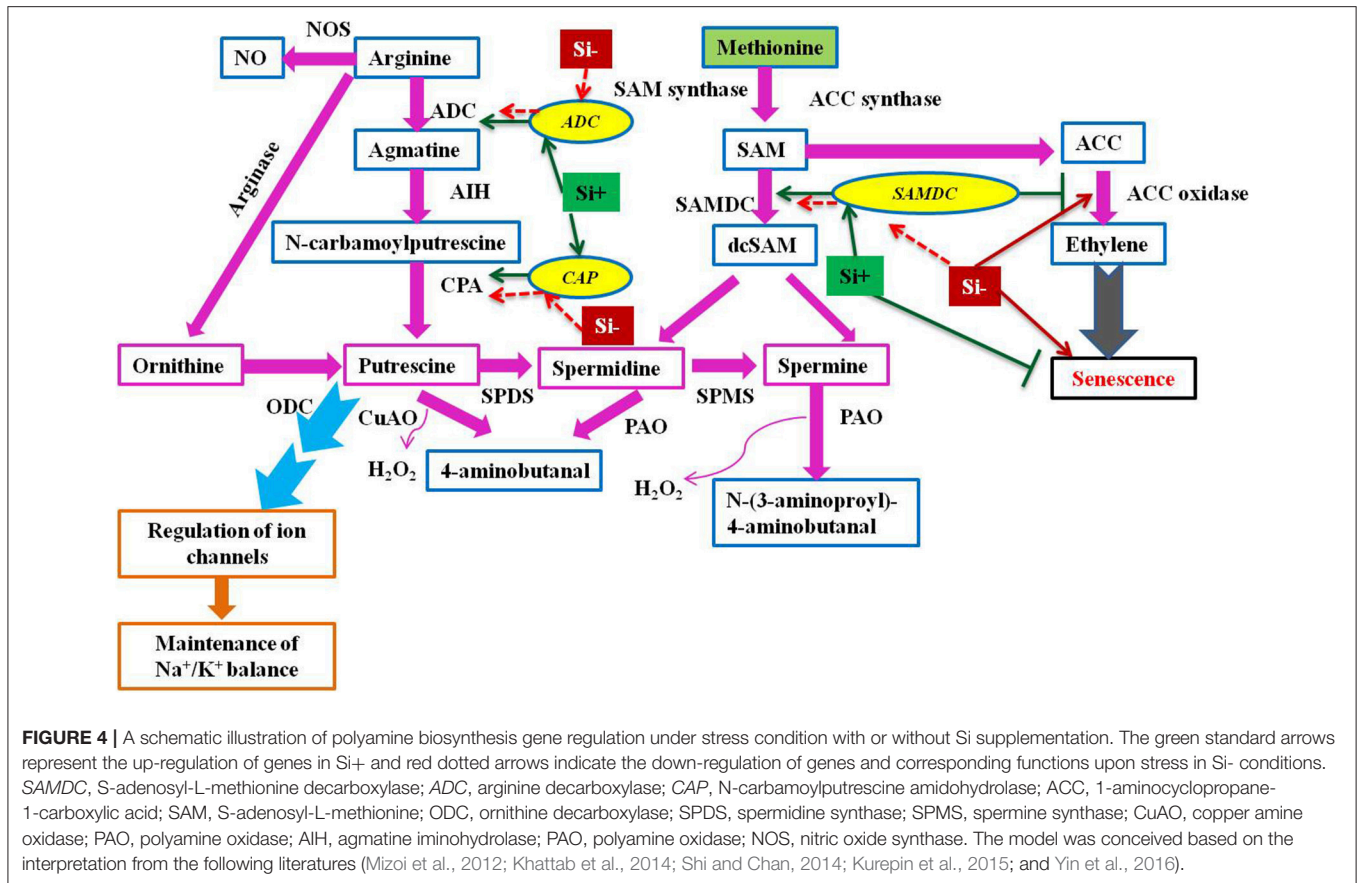 NOS
NO
Arginine
Si-
Methionine
SAM synthase
ACC synthase
ADC
ADC
Agmatine
SAM
ACC
Arginase
AIH
Si+
SAMDC
SAMDC
ACC oxidase
N-carbamoylputrescine
dcSAM
Ethylene
CPA
CAP
Si+
Si-
Si-
Ornithine
Putrescine
Spermidine
Spermine
Senescence
SPDS
SPMS
ODC
CuAO
PAO
PAO
H₂O₂
4-aminobutanal
H₂O₂
N-(3-aminoproyl)-
4-aminobutanal
Regulation of ion
channels
Maintenance of
Na⁺/K⁺ balance
FIGURE 4 | A schematic illustration of polyamine biosynthesis gene regulation under stress condition with or without Si supplementation. The green standard arrows
represent the up-regulation of genes in Si+ and red dotted arrows indicate the down-regulation of genes and corresponding functions upon stress in Si- conditions.
SAMDC, S-adenosyl-L-methionine decarboxylase; ADC, arginine decarboxylase; CAP, N-carbamoylputrescine amidohydrolase; ACC, 1-aminocyclopropane-
1-carboxylic acid; SAM, S-adenosyl-L-methionine; ODC, ornithine decarboxylase; SPDS, spermidine synthase; SPMS, spermine synthase; CuAO, copper amine
oxidase; PAO, polyamine oxidase; AIH, agmatine iminohydrolase; PAO, polyamine oxidase; NOS, nitric oxide synthase. The model was conceived based on the
interpretation from the following literatures (Mizoi et al., 2012; Khattab et al., 2014; Shi and Chan, 2014; Kurepin et al., 2015; and Yin et al., 2016).